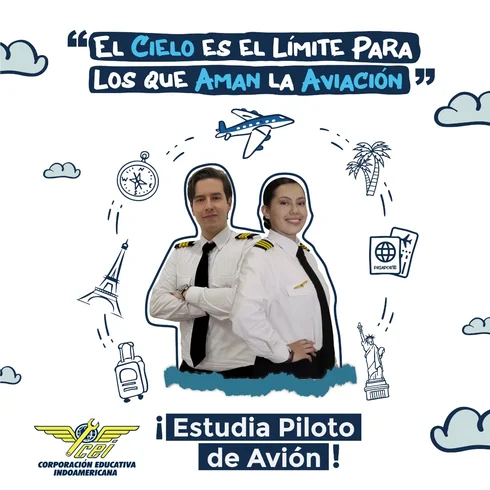 “El Cielo es el Límite Para
Los que Aman la Aviación”
PASAPORTE
¡Estudia Piloto
de Avión!
CEI
CORPORACIÓN EDUCATIVA
INDOAMERICANA